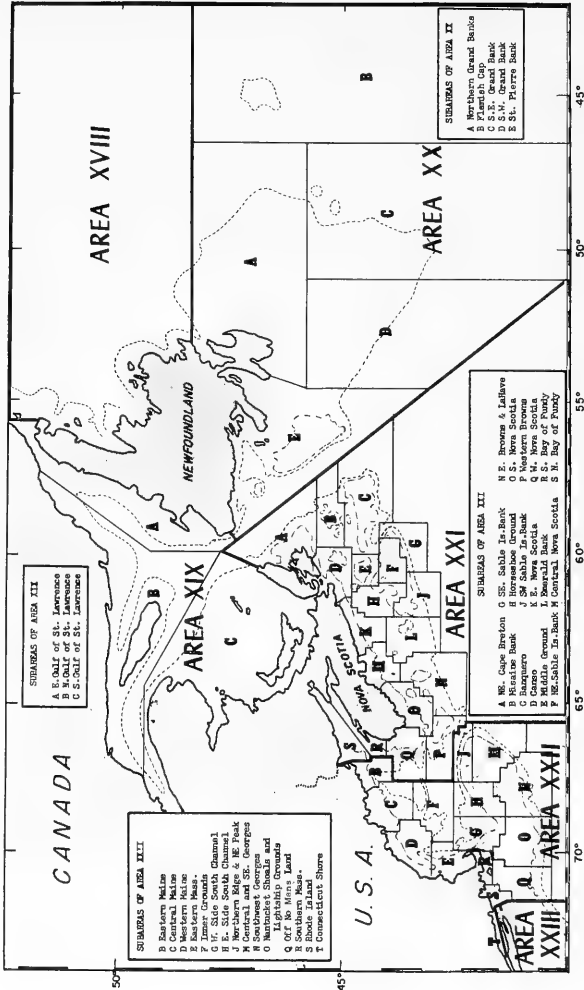 CANADA
AREA XVIII
SUBAREAS OF AREA XIX
A E.Gulf of St. Lawrence
B N.Gulf of St. Lawrence
C S.Gulf of St. Lawrence
SUBAREAS OF AREA XXII
B Eastern Maine
C Central Maine
D Western Maine
E Eastern Mass.
F Inner Grounds
G W. Side South Channel
H E. Side South Channel
J Northern Edge & NE Peak
M Central and SE. Georges
N Southwest Georges
O Nantucket Shoals and
Lightship Grounds
Q Off No Mans Land
R Southern Mass.
S Rhode Island
T Connecticut Shore
SUBAREAS OF AREA XX
A Northern Grand Banks
B Flemish Cap
C S.E. Grand Bank
D S.W. Grand Bank
E St. Pierre Bank
SUBAREAS OF AREA XXI
A NE. Cape Breton
B Misaine Bank
C Banquero
D Canso
E Middle Ground
F NE.Sable Is.Bank
G SE. Sable Is.Bank
H Horseshoe Ground
J SW Sable Is.Bank
K E. Nova Scotia
L Emerald Bank
M Central Nova Scotia
N E. Browns & LaHave
O S. Nova Scotia
P Western Browns
Q W. Nova Scotia
R S. Bay of Fundy
S N. Bay of Fundy
NEWFOUNDLAND
AREA XIX
NOVA SCOTIA
U.S.A.
AREA XX
AREA XXI
AREA XXII
AREA XXIII
A
B
C
A
B
C
D
E
A
B
C
D
E
F
G
H
J
K
L
M
N
O
P
Q
R
S
B
C
D
E
F
G
H
J
M
N
O
Q
R
S
T
50°
45°
70°
65°
60°
55°
50°
45°